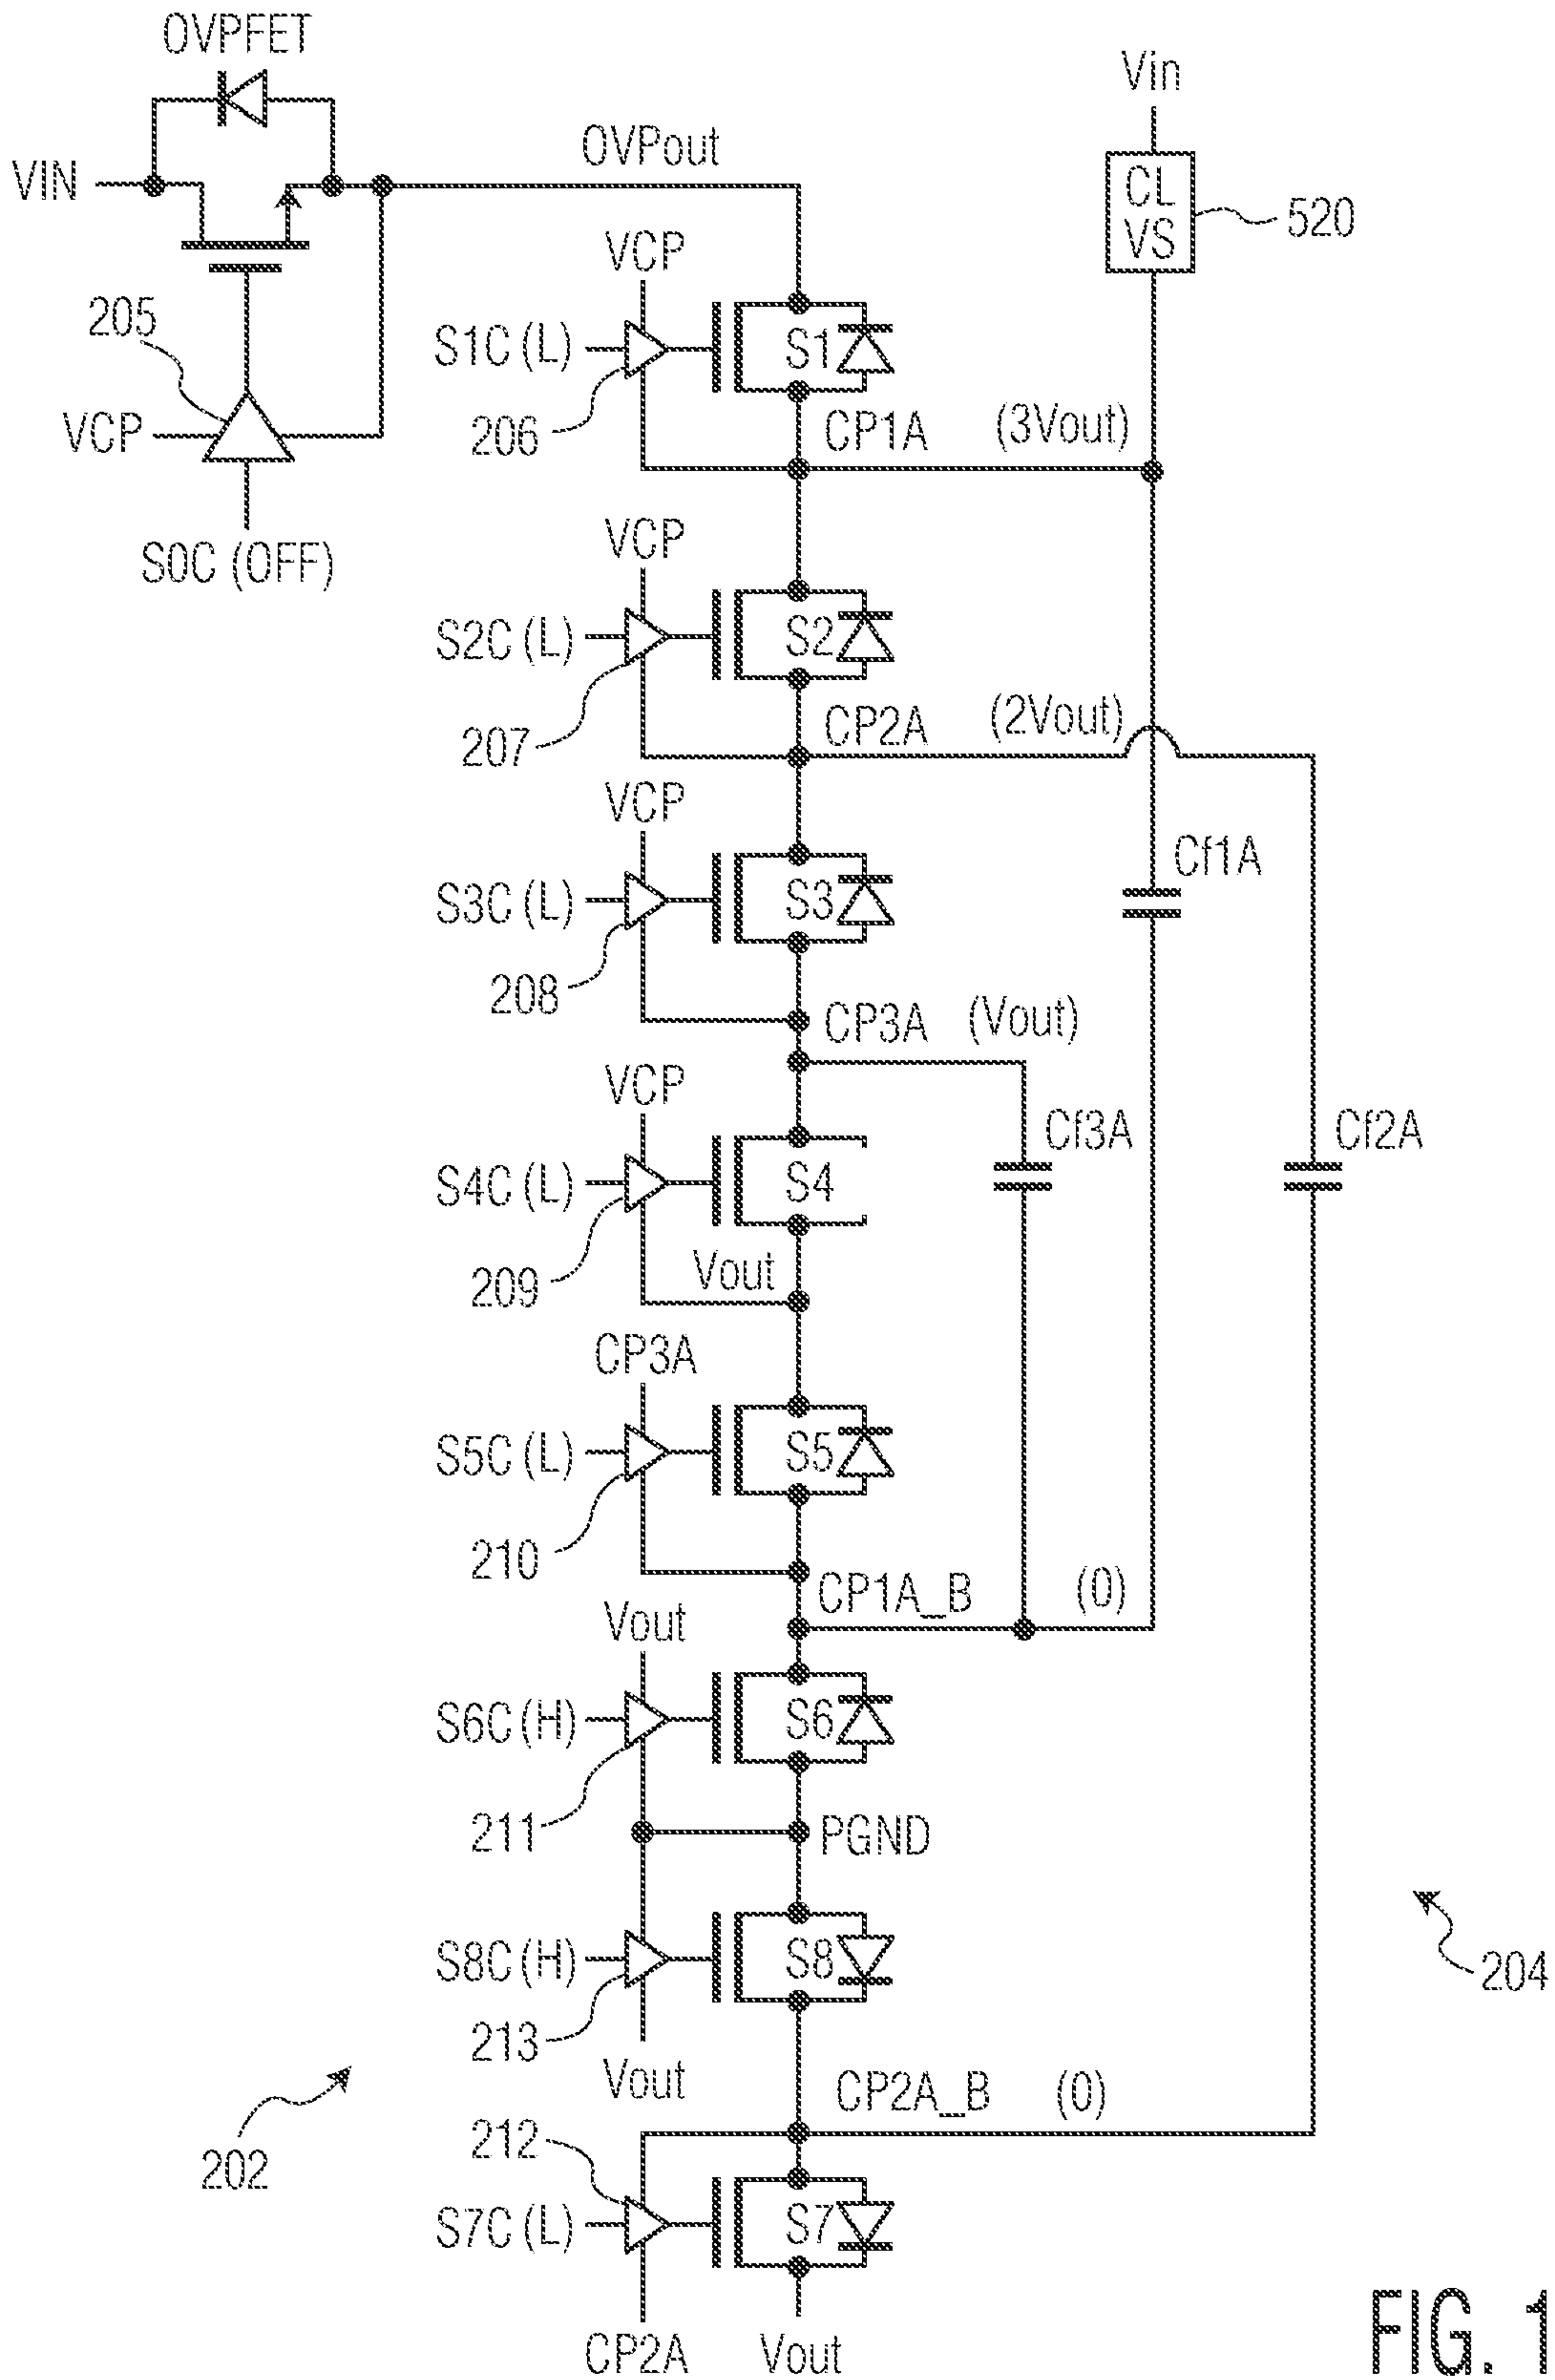 OVPFET
Vin
VIN
OVPout
CL
VS
520
VCP
205
S1C (L)
S1
VCP
206
CP1A (3Vout)
S0C (OFF)
VCP
S2C (L)
S2
207
CP2A (2Vout)
VCP
Cf1A
S3C (L)
S3
208
CP3A (Vout)
VCP
Cf3A
Cf2A
S4C (L)
S4
209
Vout
CP3A
S5C (L)
S5
210
CP1A_B (0)
Vout
S6C (H)
S6
211
PGND
S8C (H)
S8
204
213
Vout
CP2A_B (0)
212
202
S7C (L)
S7
CP2A
Vout
FIG. 1